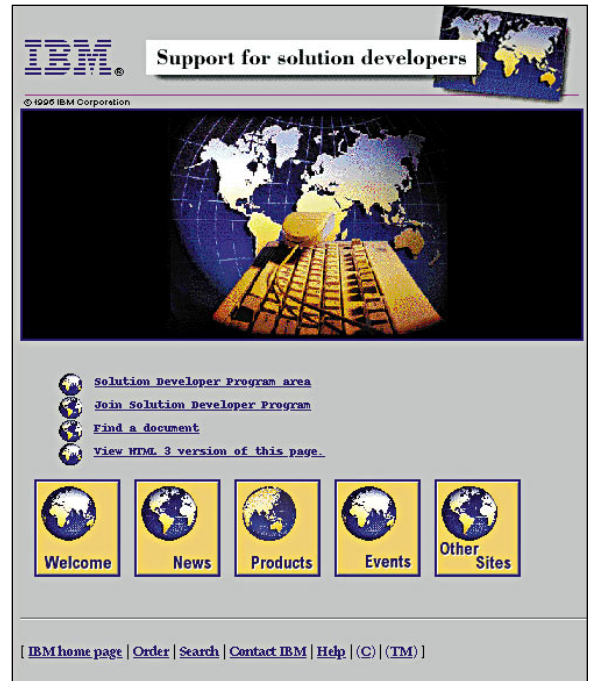 IBM®
Support for solution developers
© 1996 IBM Corporation
Solution Developer Program area
Join Solution Developer Program
Find a document
View HTML 3 version of this page.
Welcome
News
Products
Events
Other Sites
[ IBM home page | Order | Search | Contact IBM | Help | (C) | (TM) ]